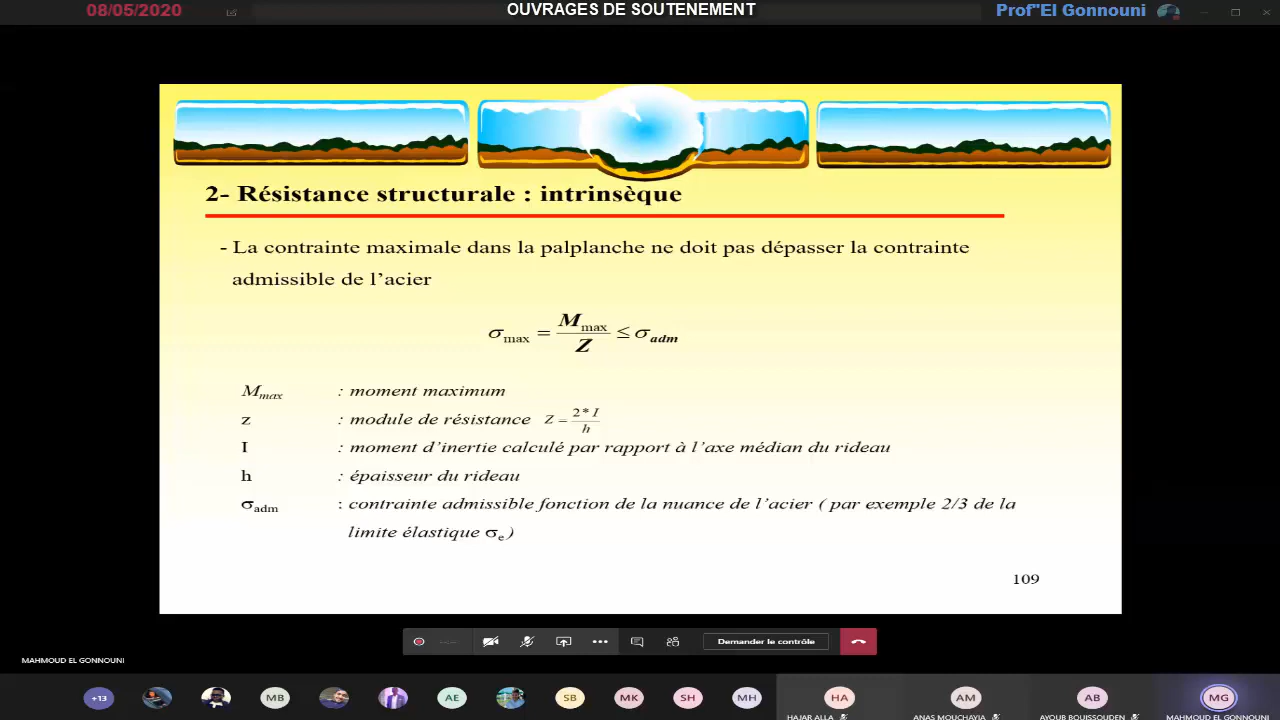 08/05/2020
OUVRAGES DE SOUTENEMENT
Prof"El Gonnouni
2- Résistance structurale : intrinsèque
- La contrainte maximale dans la palplanche ne doit pas dépasser la contrainte
admissible de l'acier
σmax = Mmax / Z ≤ σadm
Mmax : moment maximum
z : module de résistance Z = 2 * I / h
I : moment d'inertie calculé par rapport à l'axe médian du rideau
h : épaisseur du rideau
σadm : contrainte admissible fonction de la nuance de l'acier ( par exemple 2/3 de la
limite élastique σe )
109
Demander le contrôle
MAHMOUD EL GONNOUNI
+13 MB AE SB MK SH MH HA AM AB MG
HAJAR ALLA ANAS MOUCHAYIA AYOUB BOUISSOUDEN MAHMOUD EL GONNOUNI